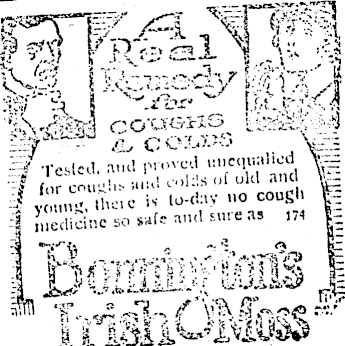 A
Real
Remedy
for
COUGHS
& COLDS
Tested, and proved unequalled
for coughs and colds of old and
young, there is to-day no cough
medicine so safe and sure as 174
Bonnington's
Irish Moss